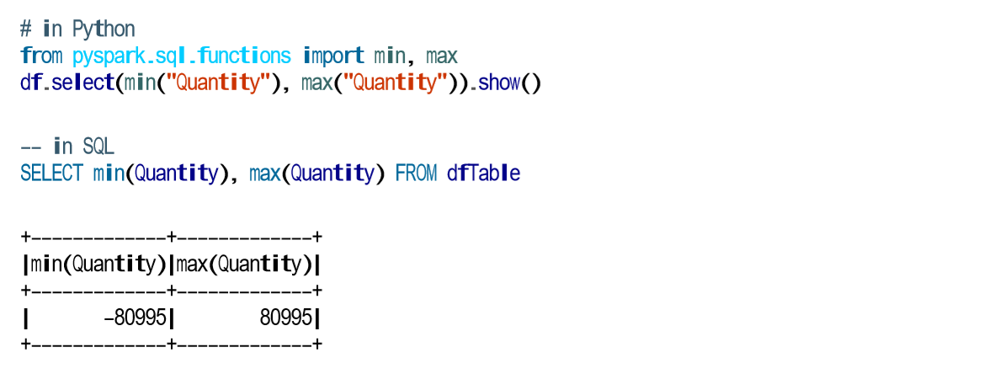 # in Python
from pyspark.sql.functions import min, max
df.select(min("Quantity"), max("Quantity")).show()
-- in SQL
SELECT min(Quantity), max(Quantity) FROM dfTable
+-------------+-------------+
|min(Quantity)|max(Quantity)|
+-------------+-------------+
|       -80995|        80995|
+-------------+-------------+